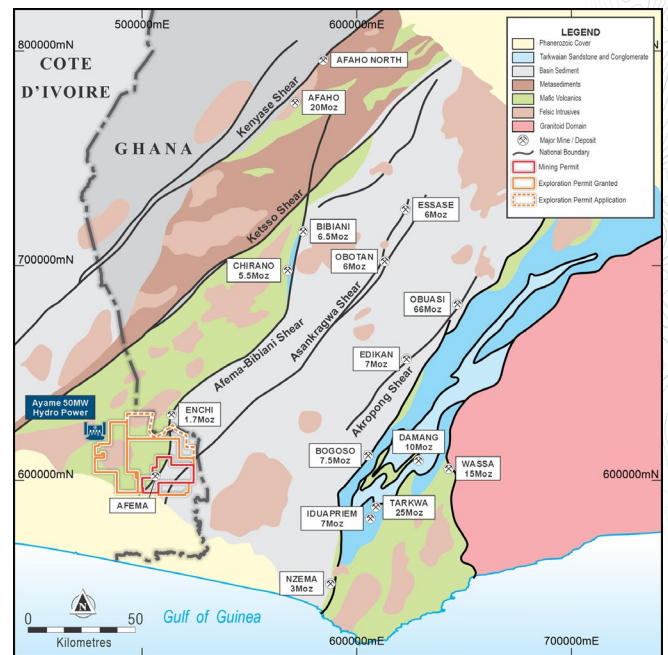 500000mE
600000mE
800000mN
800000mN
COTE
D'IVOIRE
GHANA
AFAHO NORTH
AFAHO
20Moz
Kenyase Shear
Ketsso Shear
ESSASE
6Moz
BIBIANI
6.5Moz
OBOTAN
6Moz
CHIRANO
5.5Moz
700000mN
700000mN
OBUASI
66Moz
Afema-Bibiani Shear
Asankragwa Shear
EDIKAN
7Moz
Akropong Shear
Ayame 50MW
Hydro Power
ENCHI
1.7Moz
BOGOSO
7.5Moz
DAMANG
10Moz
WASSA
15Moz
600000mN
600000mN
AFEMA
IDUAPRIEM
7Moz
TARKWA
25Moz
NZEMA
3Moz
N
0 50
Kilometres
Gulf of Guinea
600000mE
700000mE
LEGEND
Phanerozoic Cover
Tarkwaian Sandstone and Conglomerate
Basin Sediment
Metasediments
Mafic Volcanics
Felsic Intrusives
Granitoid Domain
Major Mine / Deposit
National Boundary
Mining Permit
Exploration Permit Granted
Exploration Permit Application